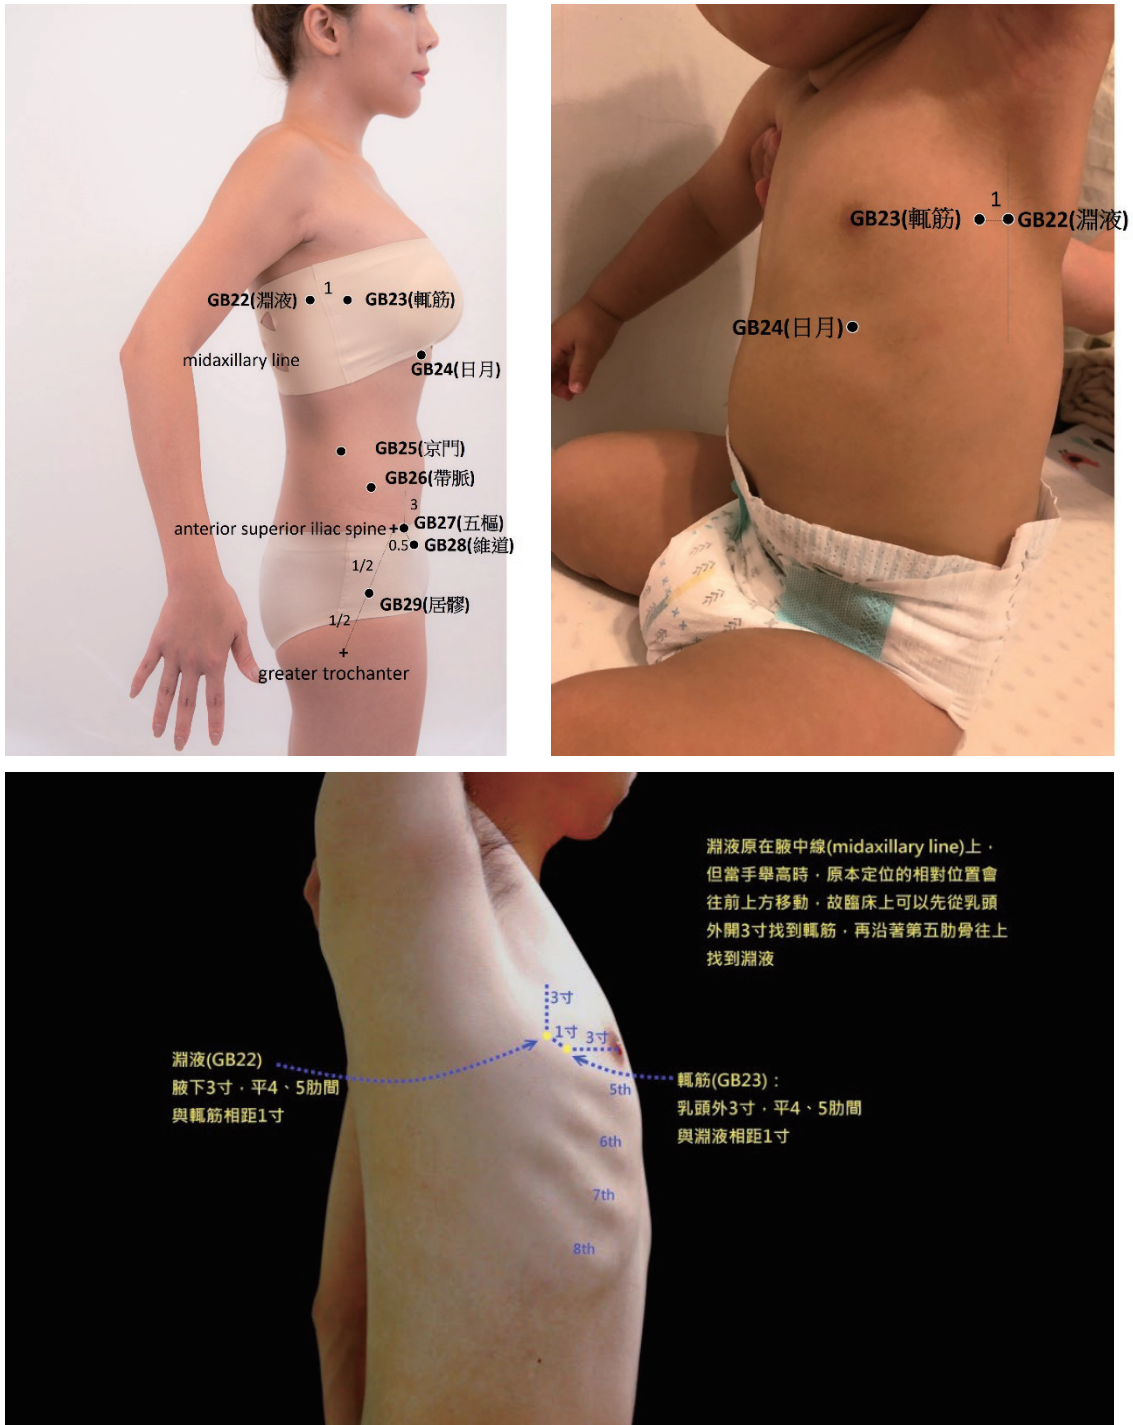 GB22(淵液)
1
GB23(輒筋)
midaxillary line
GB24(日月)
GB25(京門)
GB26(帶脈)
3
anterior superior iliac spine
GB27(五樞)
0.5
GB28(維道)
1/2
GB29(居髎)
1/2
greater trochanter
1
GB23(輒筋)
GB22(淵液)
GB24(日月)
淵液原在腋中線(midaxillary line)上，
但當手舉高時，原本定位的相對位置會
往前上方移動，故臨床上可以先從乳頭
外開3寸找到輒筋，再沿著第五肋骨往上
找到淵液
3寸
1寸
3寸
淵液(GB22)
腋下3寸，平4、5肋間
與輒筋相距1寸
5th
輒筋(GB23)：
乳頭外3寸，平4、5肋間
與淵液相距1寸
6th
7th
8th